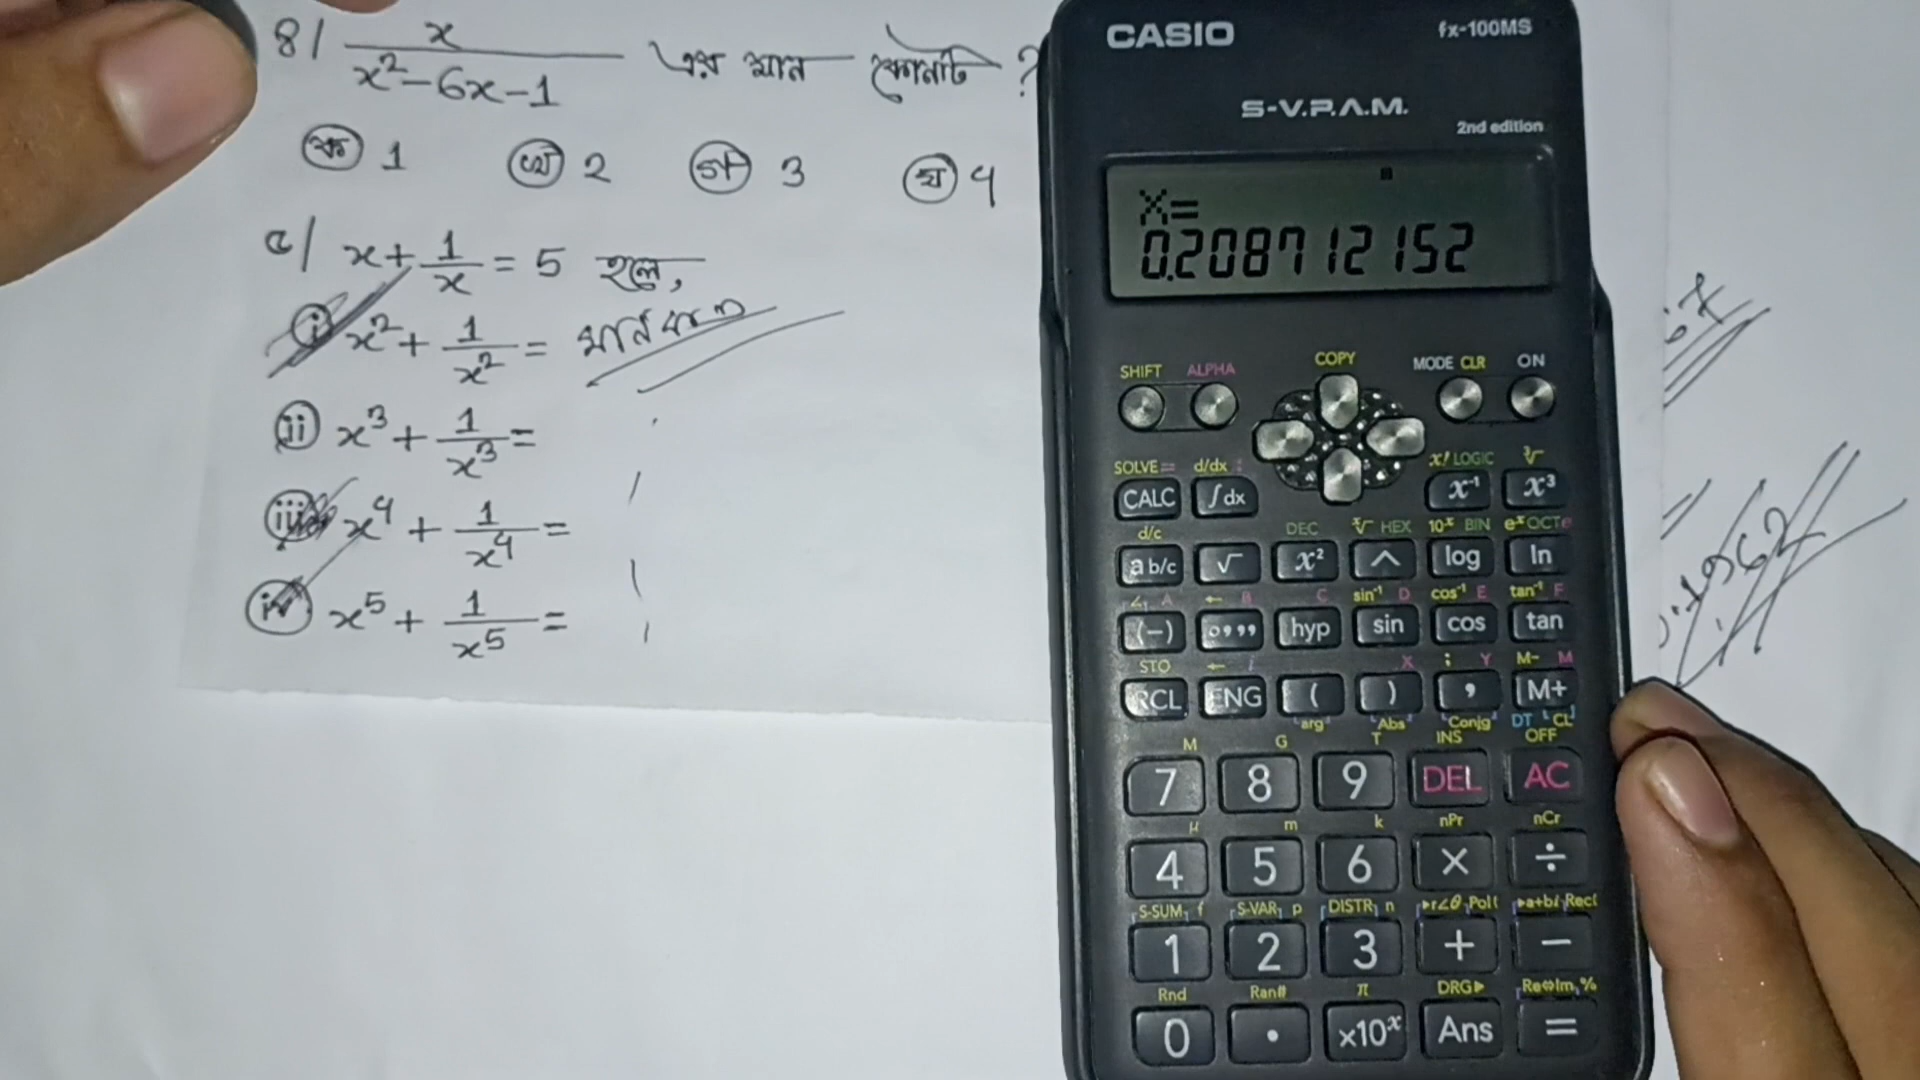 8/ x/(x²-6x-1) এর মান কোনটি ?
ক 1 খ 2 গ 3 ঘ 4
৫/ x+1/x = 5 হলে,
i x²+1/x² =
ii x³+1/x³ =
iii x⁴+1/x⁴ =
iv x⁵+1/x⁵ =
CASIO fx-100MS
S-V.P.A.M.
2nd edition
X=
0.208712152
COPY
SHIFT ALPHA MODE CLR ON
SOLVE = d/dx : x! LOGIC ³√
CALC ∫dx x⁻¹ x³
d/c DEC ˣ√ HEX 10ˣ BIN eˣ OCT e
a b/c √ x² ^ log ln
∠ A ← B C sin⁻¹ D cos⁻¹ E tan⁻¹ F
(−) o,,, hyp sin cos tan
STO ← i X ; Y M- M
RCL ENG ( ) , M+
arg Abs Conjg DT CL
M G T INS OFF
7 8 9 DEL AC
μ m k nPr nCr
4 5 6 × ÷
S-SUM f S-VAR p DISTR n ▸r∠θ Pol( ▸a+bi Rec(
1 2 3 + −
Rnd Ran# π DRG▸ Re⇔Im %
0 . ×10ˣ Ans =